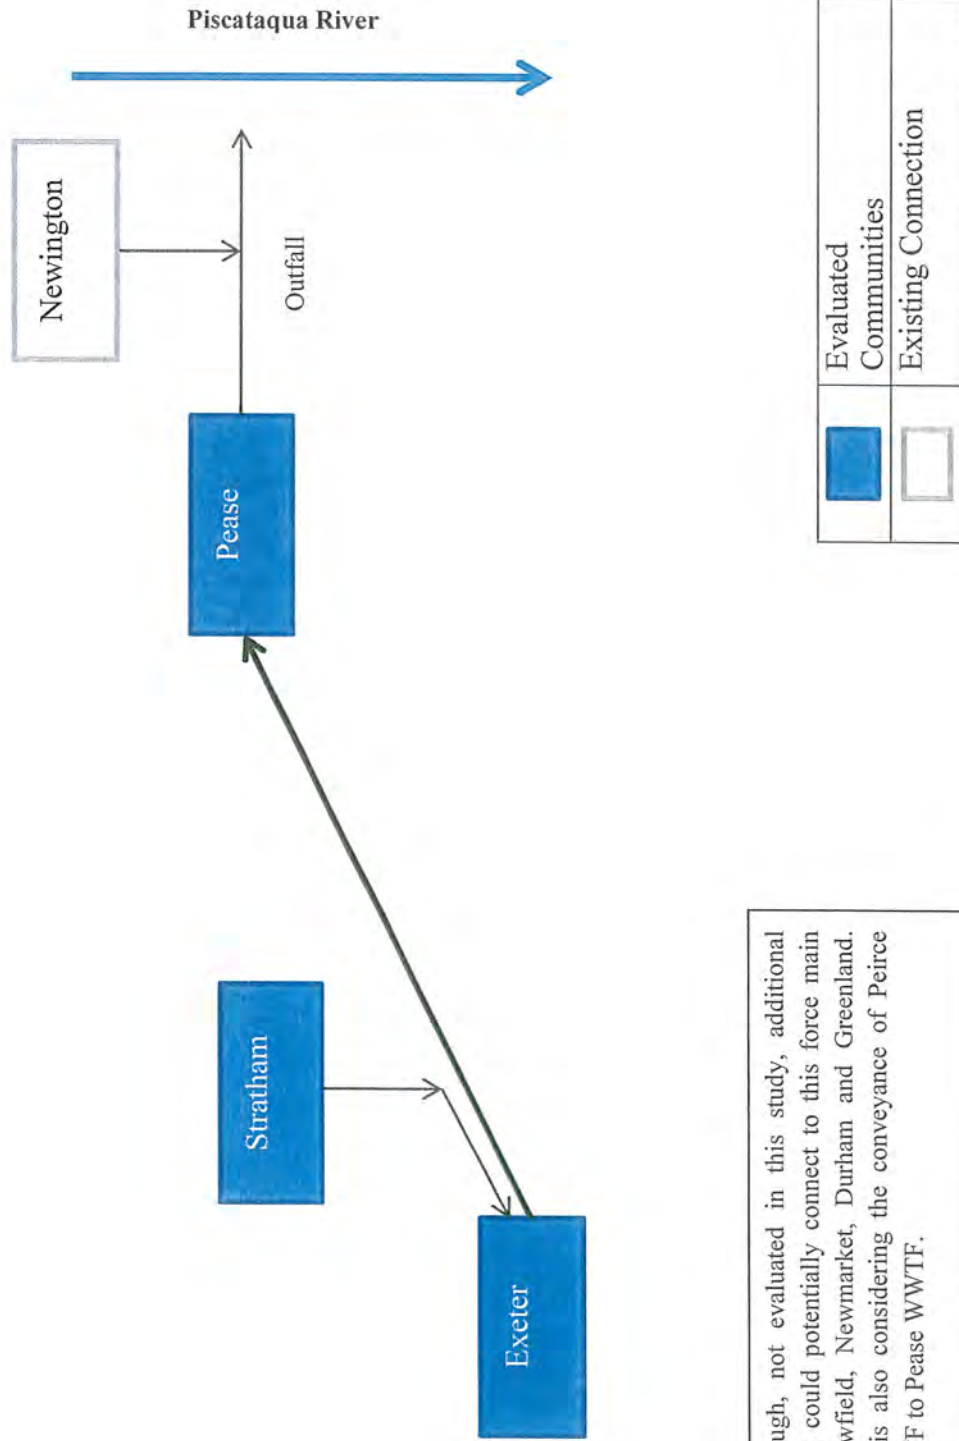 Piscataqua River
Newington
Outfall
Pease
Stratham
Exeter
Evaluated
Communities
Existing Connection
not evaluated in this study, additional
could potentially connect to this force main
Newmarket, Durham and Greenland.
is also considering the conveyance of Peirce
to Pease WWTF.